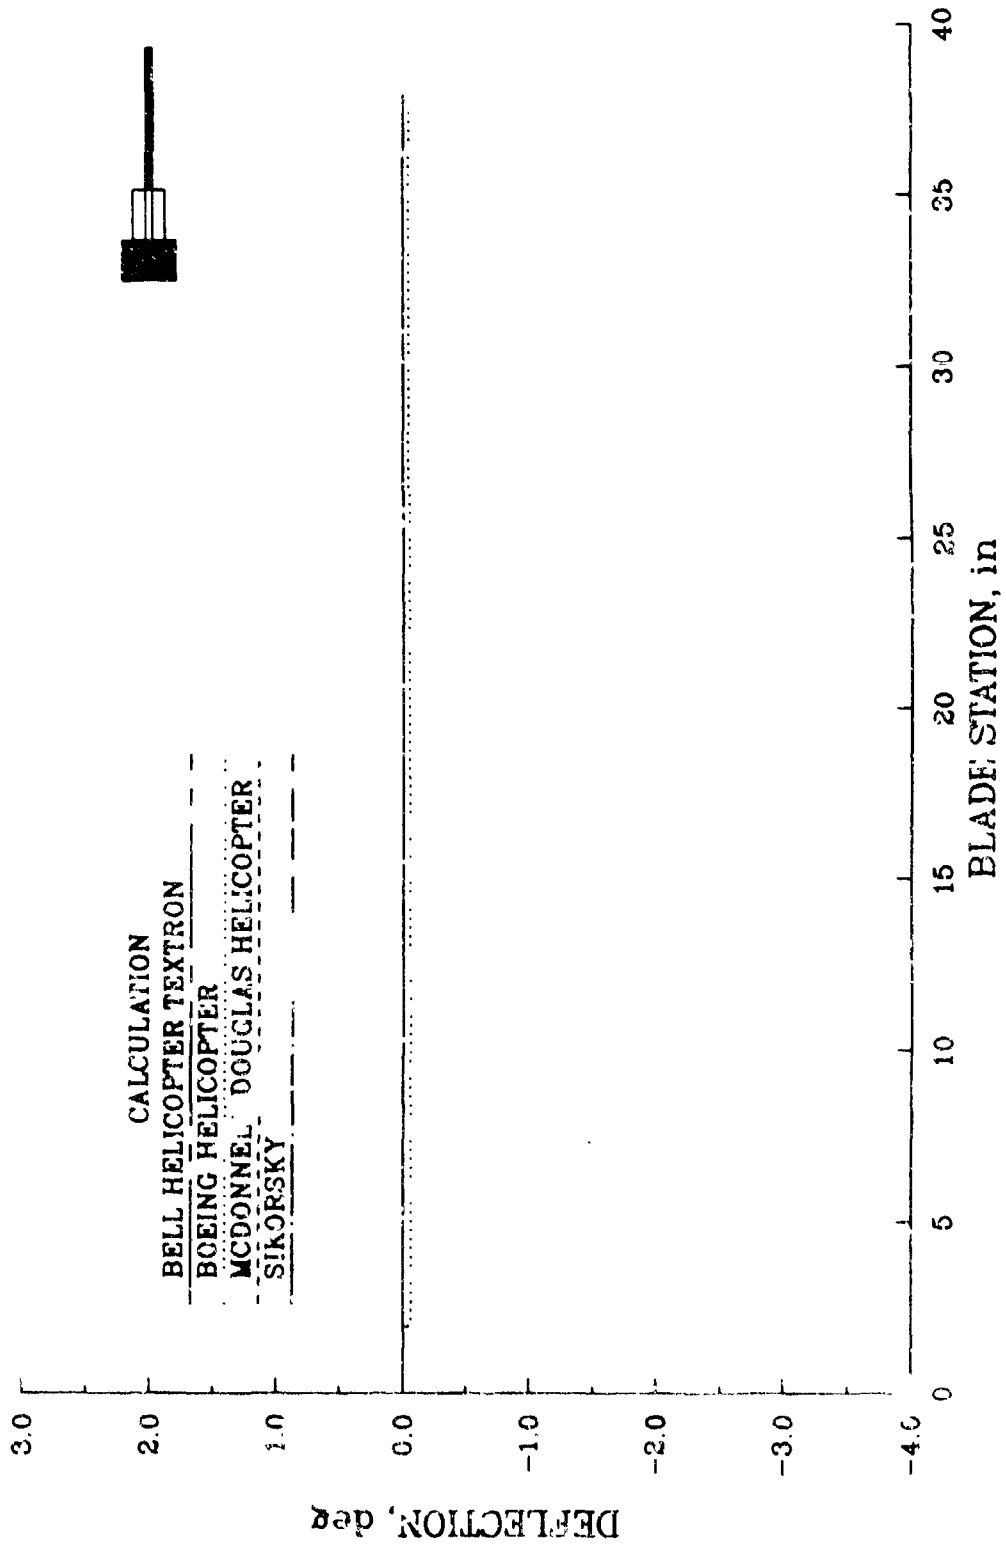 CALCULATION
BELL HELICOPTER TEXTRON
BOEING HELICOPTER
MCDONNEL DOUGLAS HELICOPTER
SIKORSKY
3.0
2.0
1.0
0.0
-1.0
-2.0
-3.0
-4.0
DEFLECTION, deg
0
5
10
15
20
25
30
35
40
BLADE STATION, in